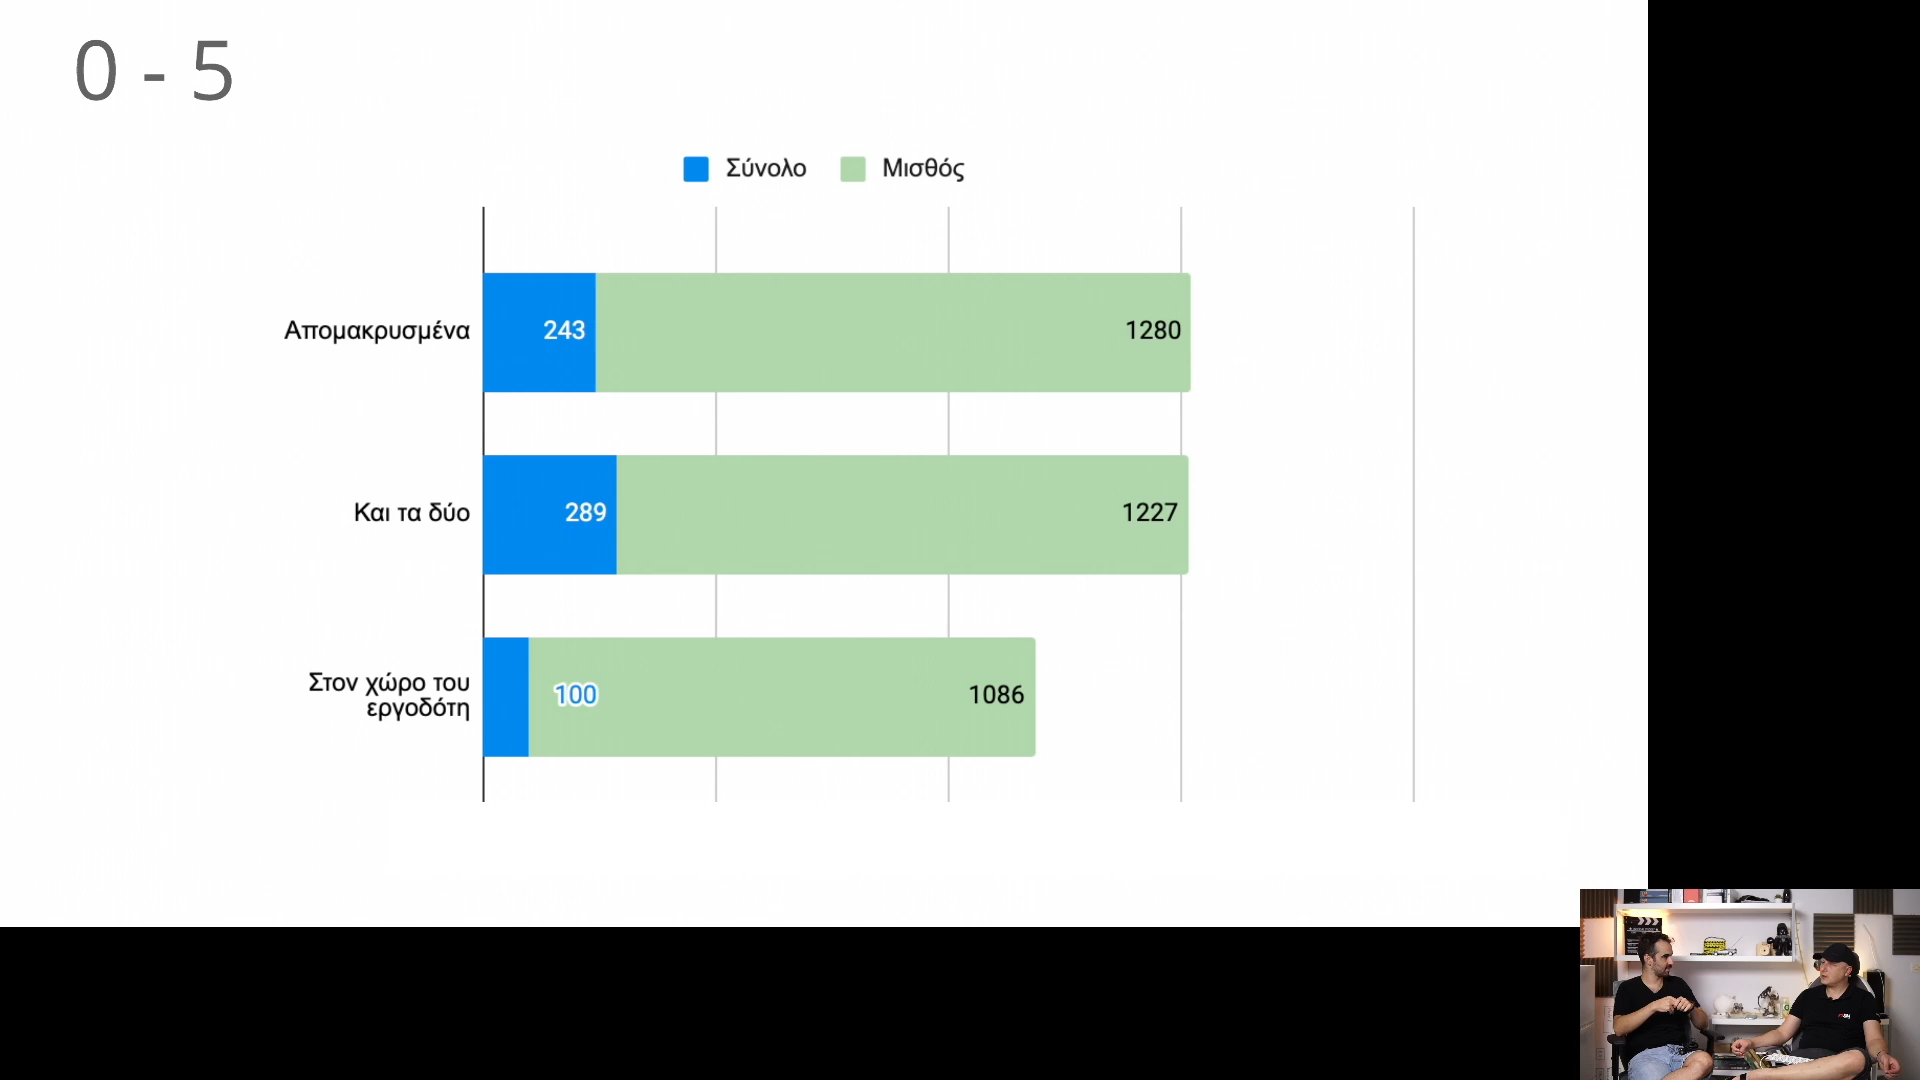 0 - 5
Σύνολο Μισθός
Απομακρυσμένα 243 1280
Και τα δύο 289 1227
Στον χώρο του
εργοδότη 100 1086